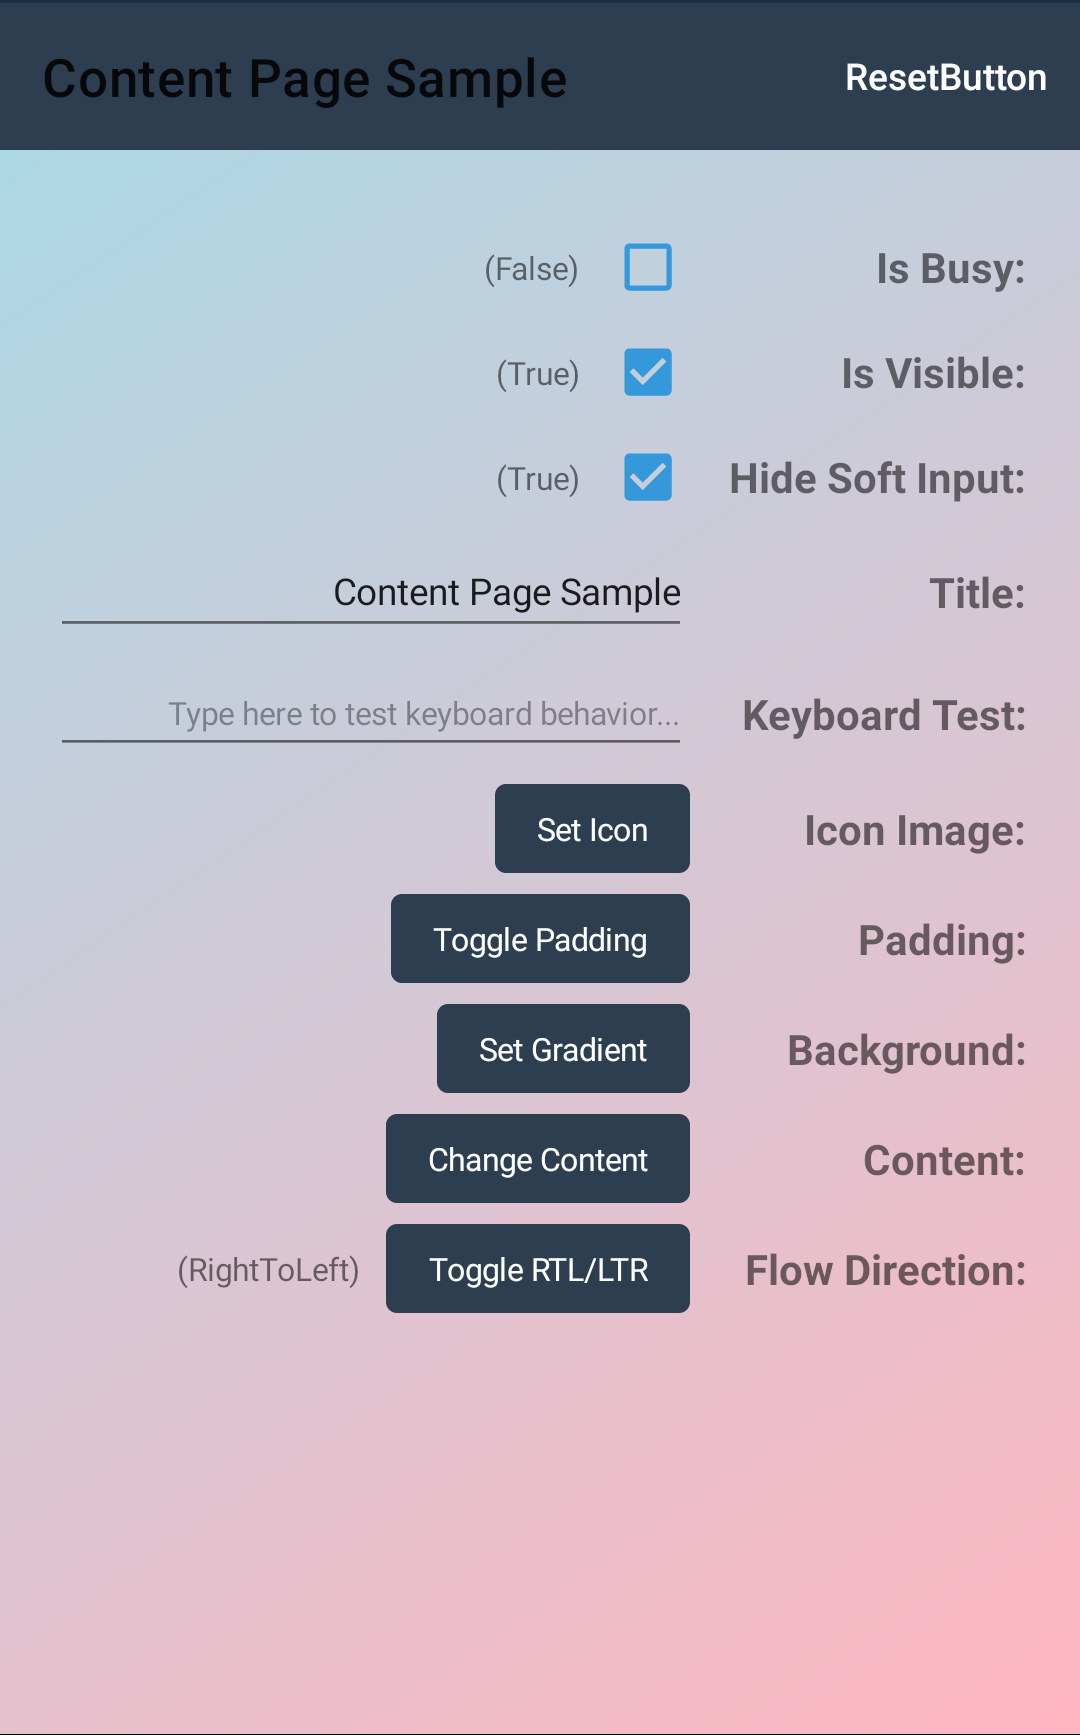 Content Page Sample
ResetButton
Is Busy: (False)
Is Visible: (True)
Hide Soft Input: (True)
Title: Content Page Sample
Keyboard Test: Type here to test keyboard behavior...
Icon Image: Set Icon
Padding: Toggle Padding
Background: Set Gradient
Content: Change Content
Flow Direction: Toggle RTL/LTR (RightToLeft)